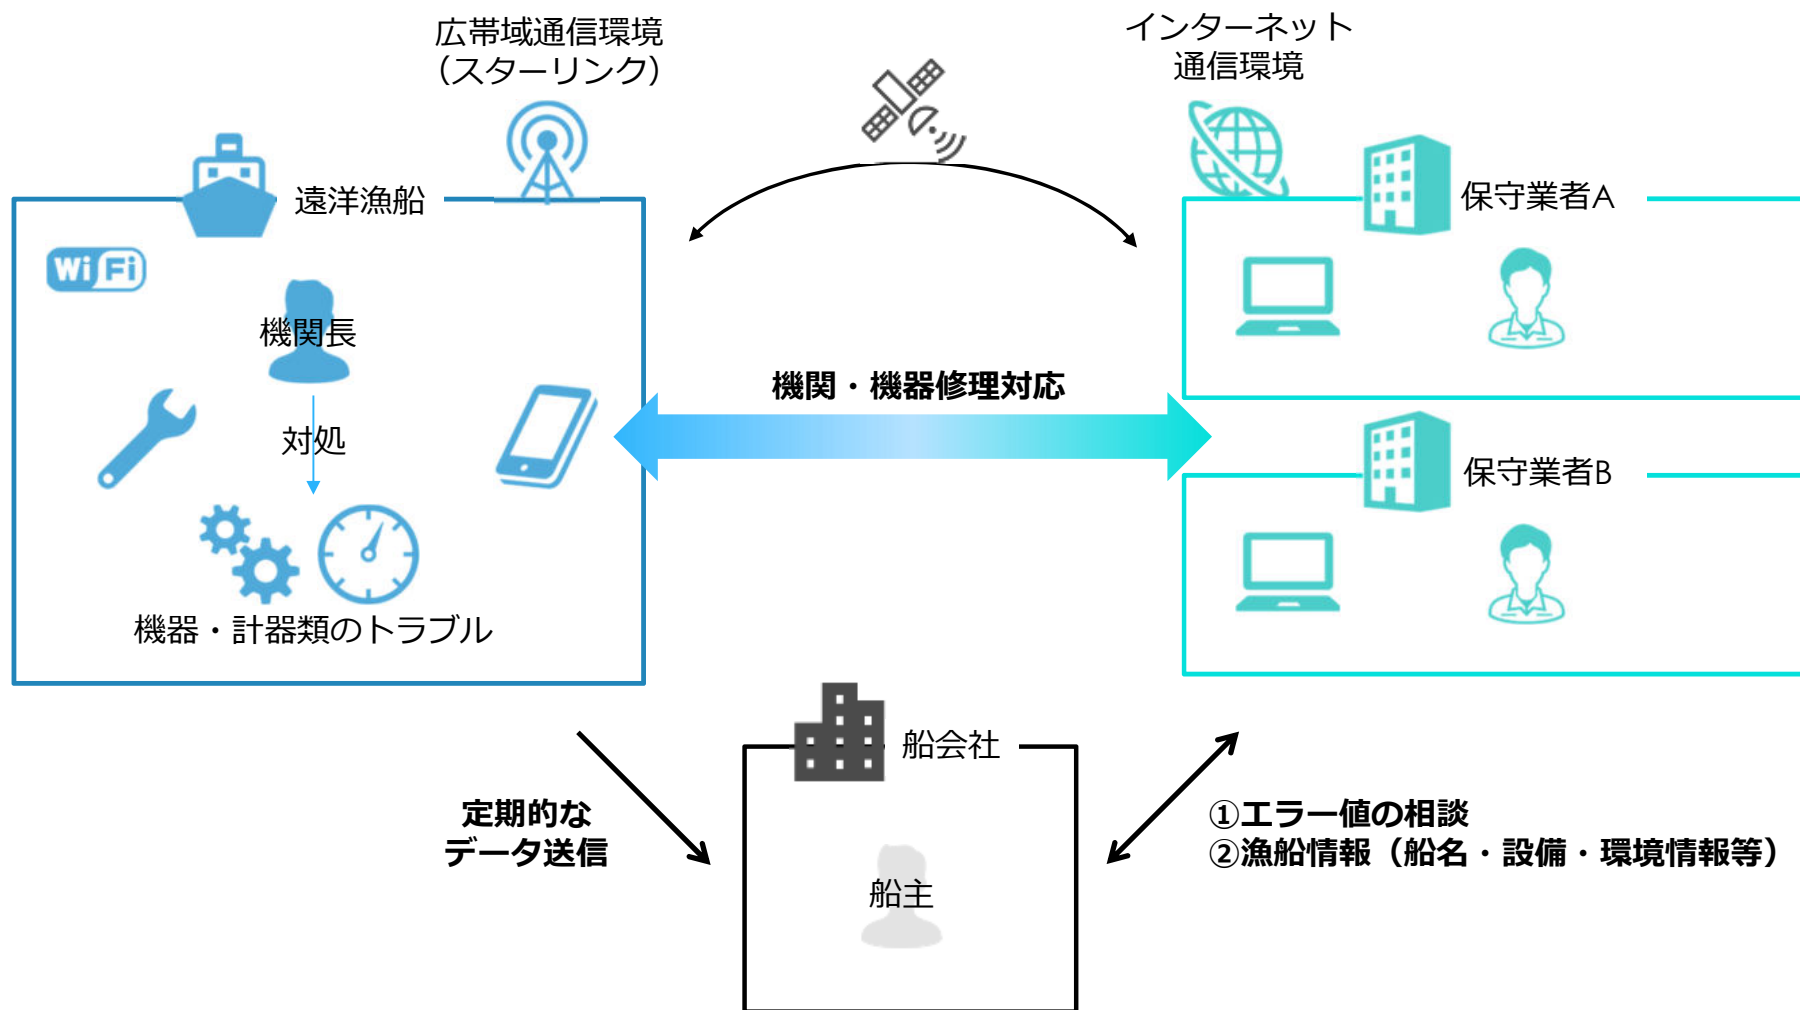 広帯域通信環境
（スターリンク）
インターネット
通信環境
遠洋漁船
保守業者A
WiFi
機関長
機関・機器修理対応
対処
保守業者B
機器・計器類のトラブル
船会社
定期的な
データ送信
①エラー値の相談
②漁船情報（船名・設備・環境情報等）
船主